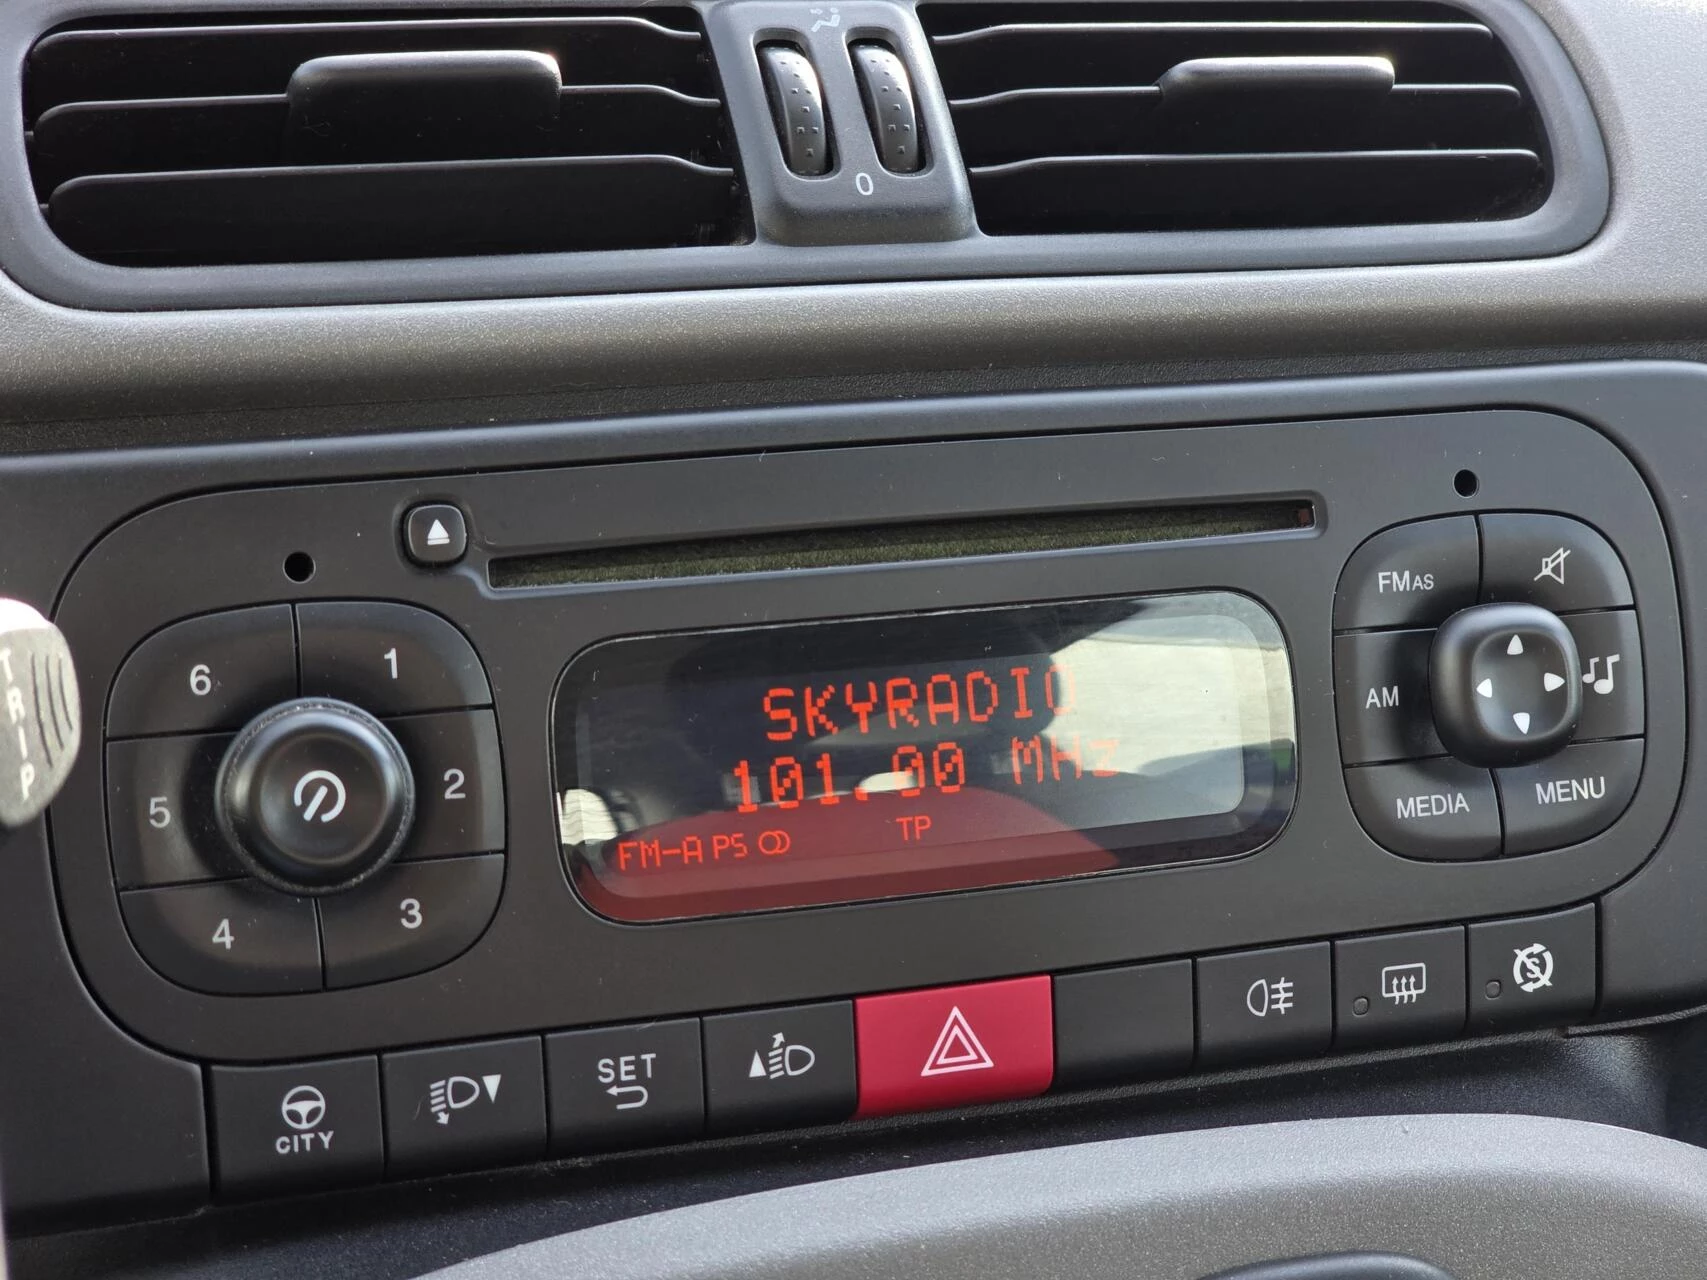 0
TRIP
6
1
5
2
4
3
SKYRADIO
101.00 MHz
FM-A P5 TP
FMAS
AM
MEDIA
MENU
CITY
SET